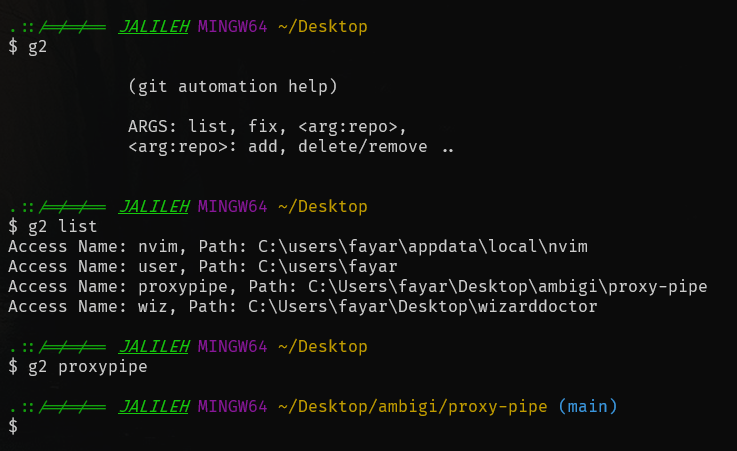 .::/≠/≠/≠== JALILEH MINGW64 ~/Desktop
$ g2
(git automation help)
ARGS: list, fix, <arg:repo>,
<arg:repo>: add, delete/remove ..
.::/≠/≠/≠== JALILEH MINGW64 ~/Desktop
$ g2 list
Access Name: nvim, Path: C:\users\fayar\appdata\local\nvim
Access Name: user, Path: C:\users\fayar
Access Name: proxypipe, Path: C:\Users\fayar\Desktop\ambigi\proxy-pipe
Access Name: wiz, Path: C:\Users\fayar\Desktop\wizarddoctor
.::/≠/≠/≠== JALILEH MINGW64 ~/Desktop
$ g2 proxypipe
.::/≠/≠/≠== JALILEH MINGW64 ~/Desktop/ambigi/proxy-pipe (main)
$